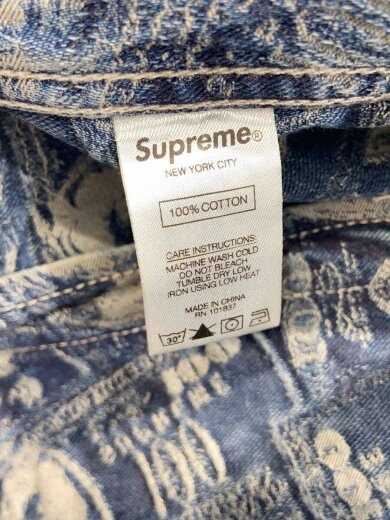 Supreme®
NEW YORK CITY
100% COTTON
CARE INSTRUCTIONS:
MACHINE WASH COLD
DO NOT BLEACH
TUMBLE DRY LOW
IRON USING LOW HEAT
MADE IN CHINA
RN 101837
30°